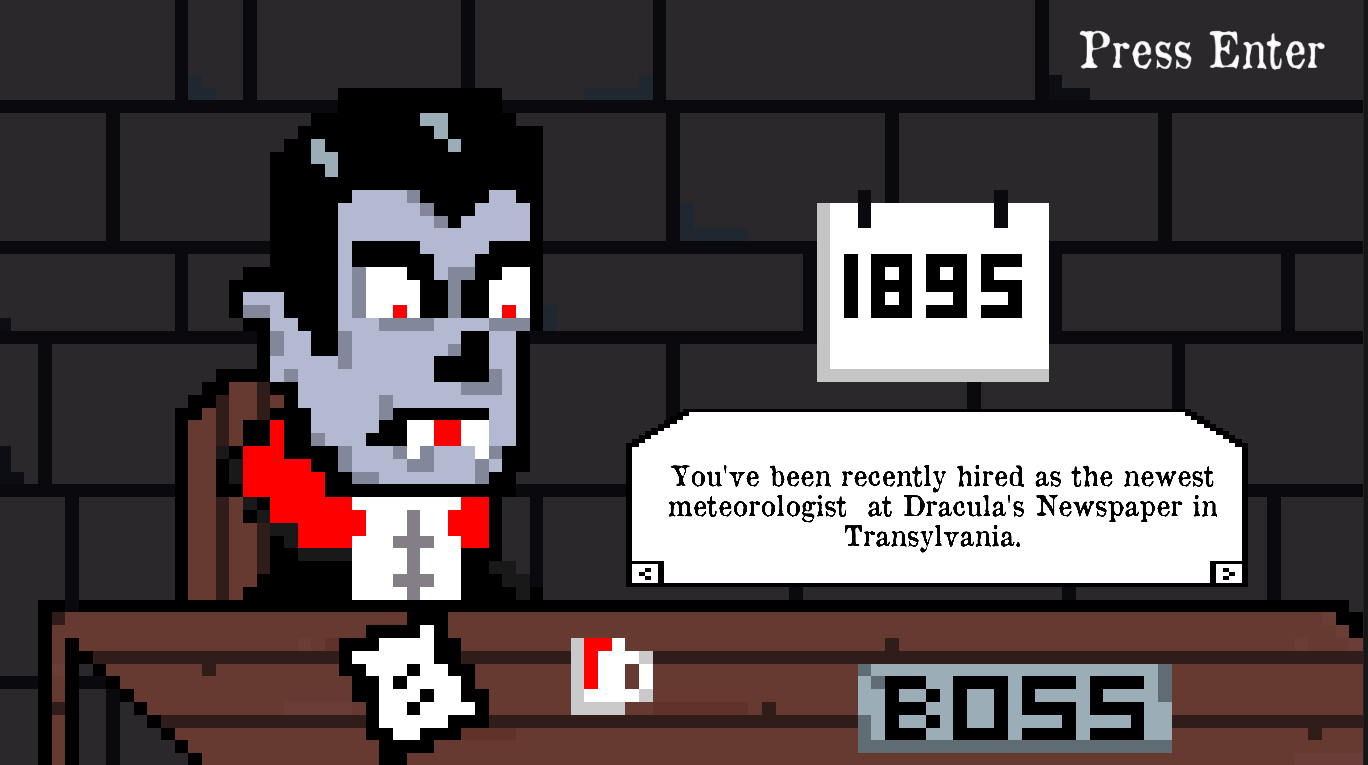 Press Enter
1895
You've been recently hired as the newest
meteorologist at Dracula's Newspaper in
Transylvania.
< >
BOSS